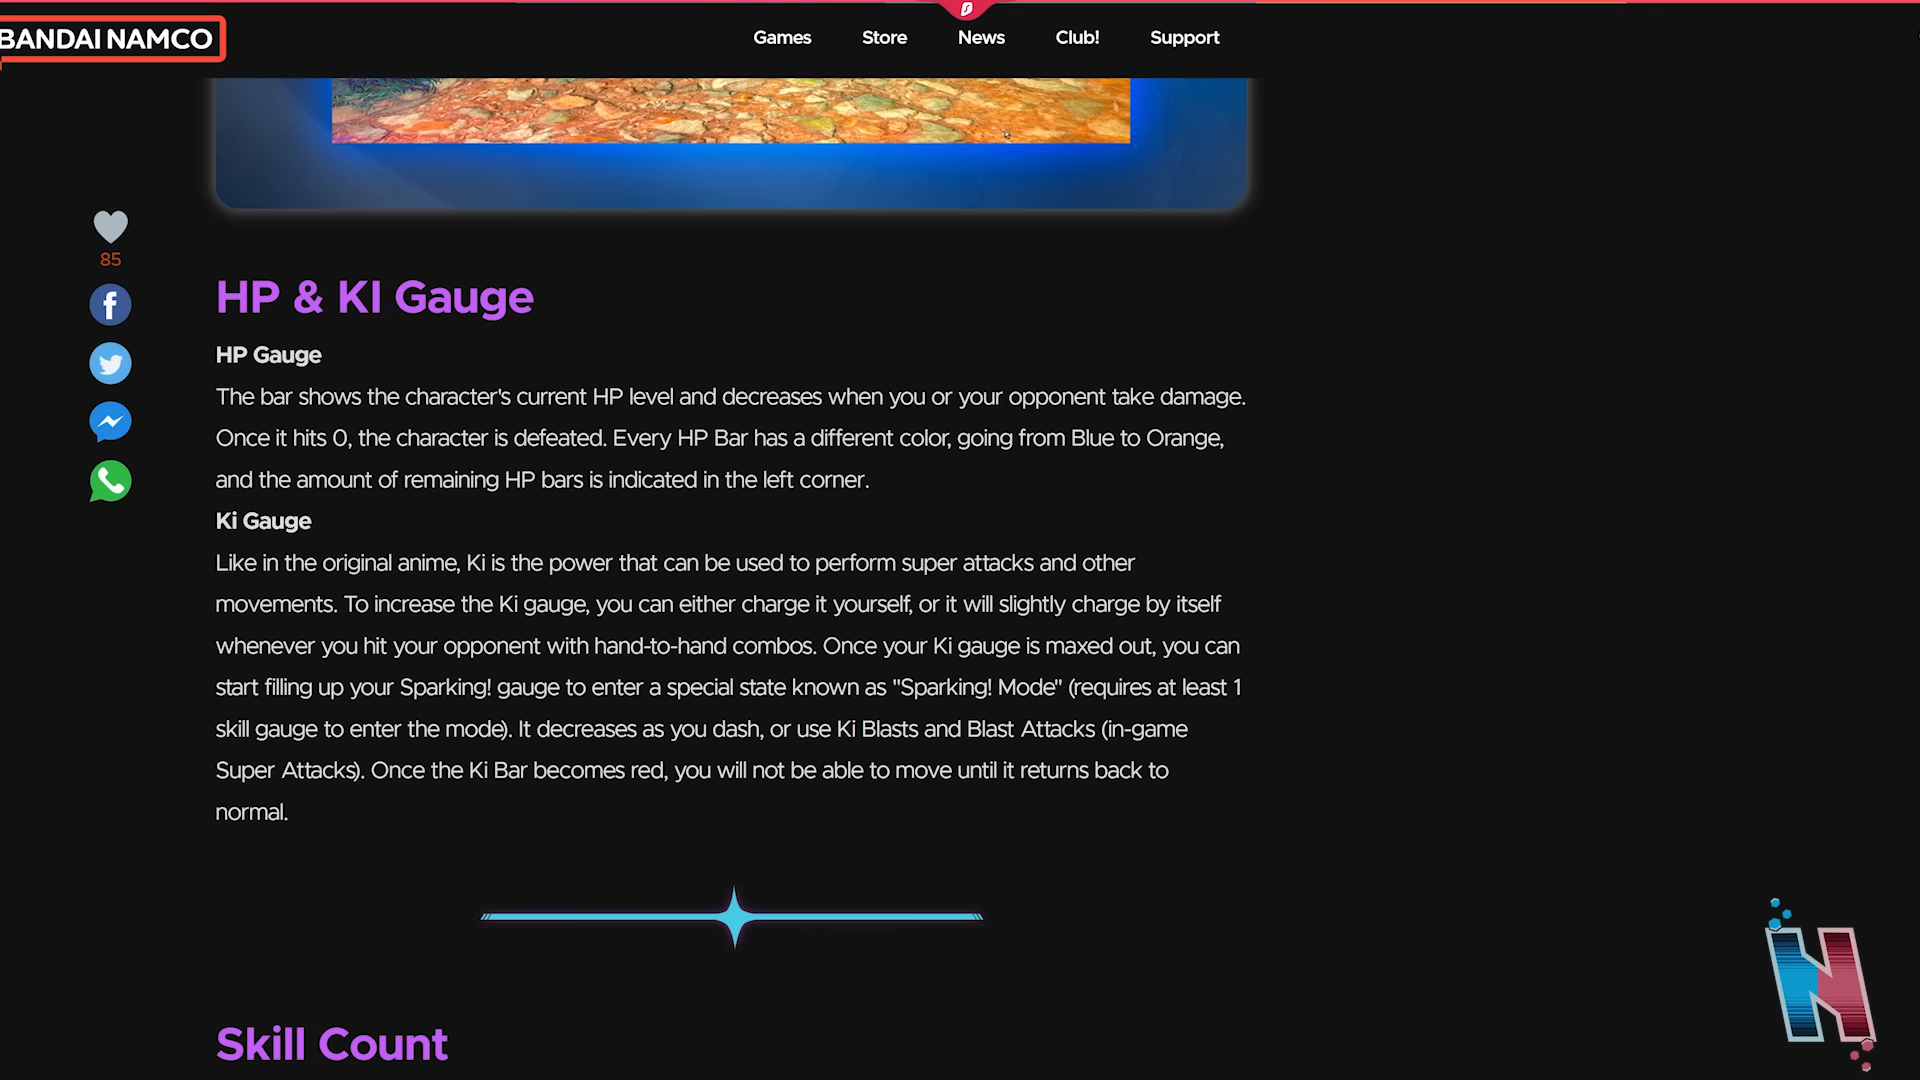 BANDAI NAMCO
Games
Store
News
Club!
Support
85
HP & KI Gauge
HP Gauge
The bar shows the character's current HP level and decreases when you or your opponent take damage.
Once it hits 0, the character is defeated. Every HP Bar has a different color, going from Blue to Orange,
and the amount of remaining HP bars is indicated in the left corner.
Ki Gauge
Like in the original anime, Ki is the power that can be used to perform super attacks and other
movements. To increase the Ki gauge, you can either charge it yourself, or it will slightly charge by itself
whenever you hit your opponent with hand-to-hand combos. Once your Ki gauge is maxed out, you can
start filling up your Sparking! gauge to enter a special state known as "Sparking! Mode" (requires at least 1
skill gauge to enter the mode). It decreases as you dash, or use Ki Blasts and Blast Attacks (in-game
Super Attacks). Once the Ki Bar becomes red, you will not be able to move until it returns back to
normal.
Skill Count
N